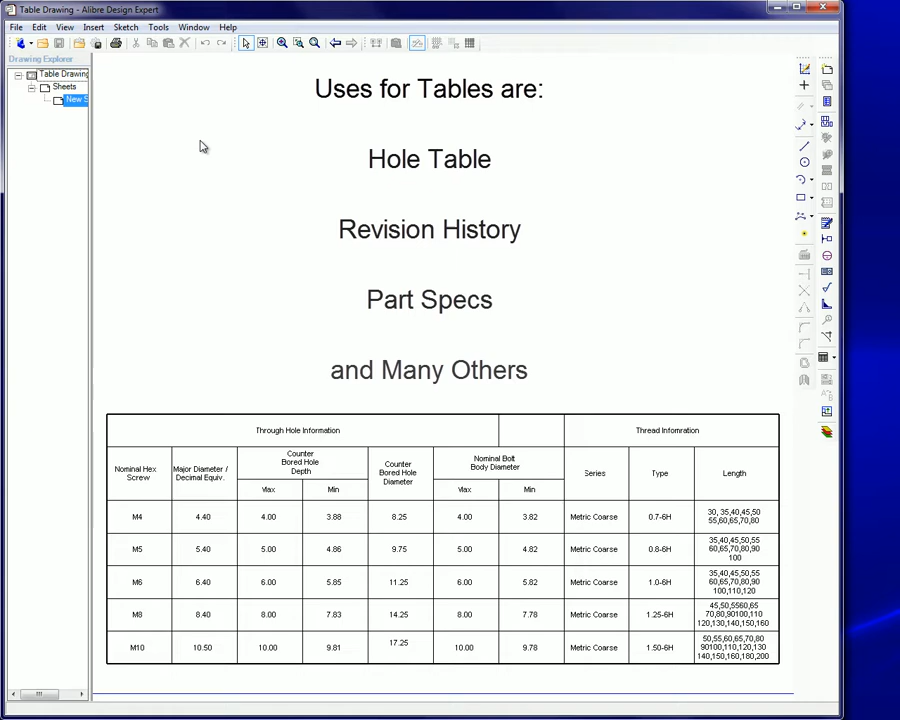 Table Drawing - Alibre Design Expert
File Edit View Insert Sketch Tools Window Help
Drawing Explorer
Table Drawing
Sheets
New S
Uses for Tables are:
Hole Table
Revision History
Part Specs
and Many Others
Through Hole Information
Thread Infomration
Nominal Hex
Screw
Major Diameter /
Decimal Equiv.
Counter
Bored Hole
Depth
Max Min
Counter
Bored Hole
Diameter
Nominal Bolt
Body Diameter
Max Min
Series
Type
Length
M4 4.40 4.00 3.88 8.25 4.00 3.82 Metric Coarse 0.7-6H
30, 35,40,45,50
55,60,65,70,80
M5 5.40 5.00 4.86 9.75 5.00 4.82 Metric Coarse 0.8-6H
35,40,45,50,55
60,65,70,80,90
100
M6 6.40 6.00 5.85 11.25 6.00 5.82 Metric Coarse 1.0-6H
35,40,45,50,55
60,65,70,80,90
100,110,120
M8 8.40 8.00 7.83 14.25 8.00 7.78 Metric Coarse 1.25-6H
45,50,5560,65
70,80,90100,110
120,130,140,150,160
M10 10.50 10.00 9.81 17.25 10.00 9.78 Metric Coarse 1.50-6H
50,55,60,65,70,80
90100,110,120,130
140,150,160,180,200